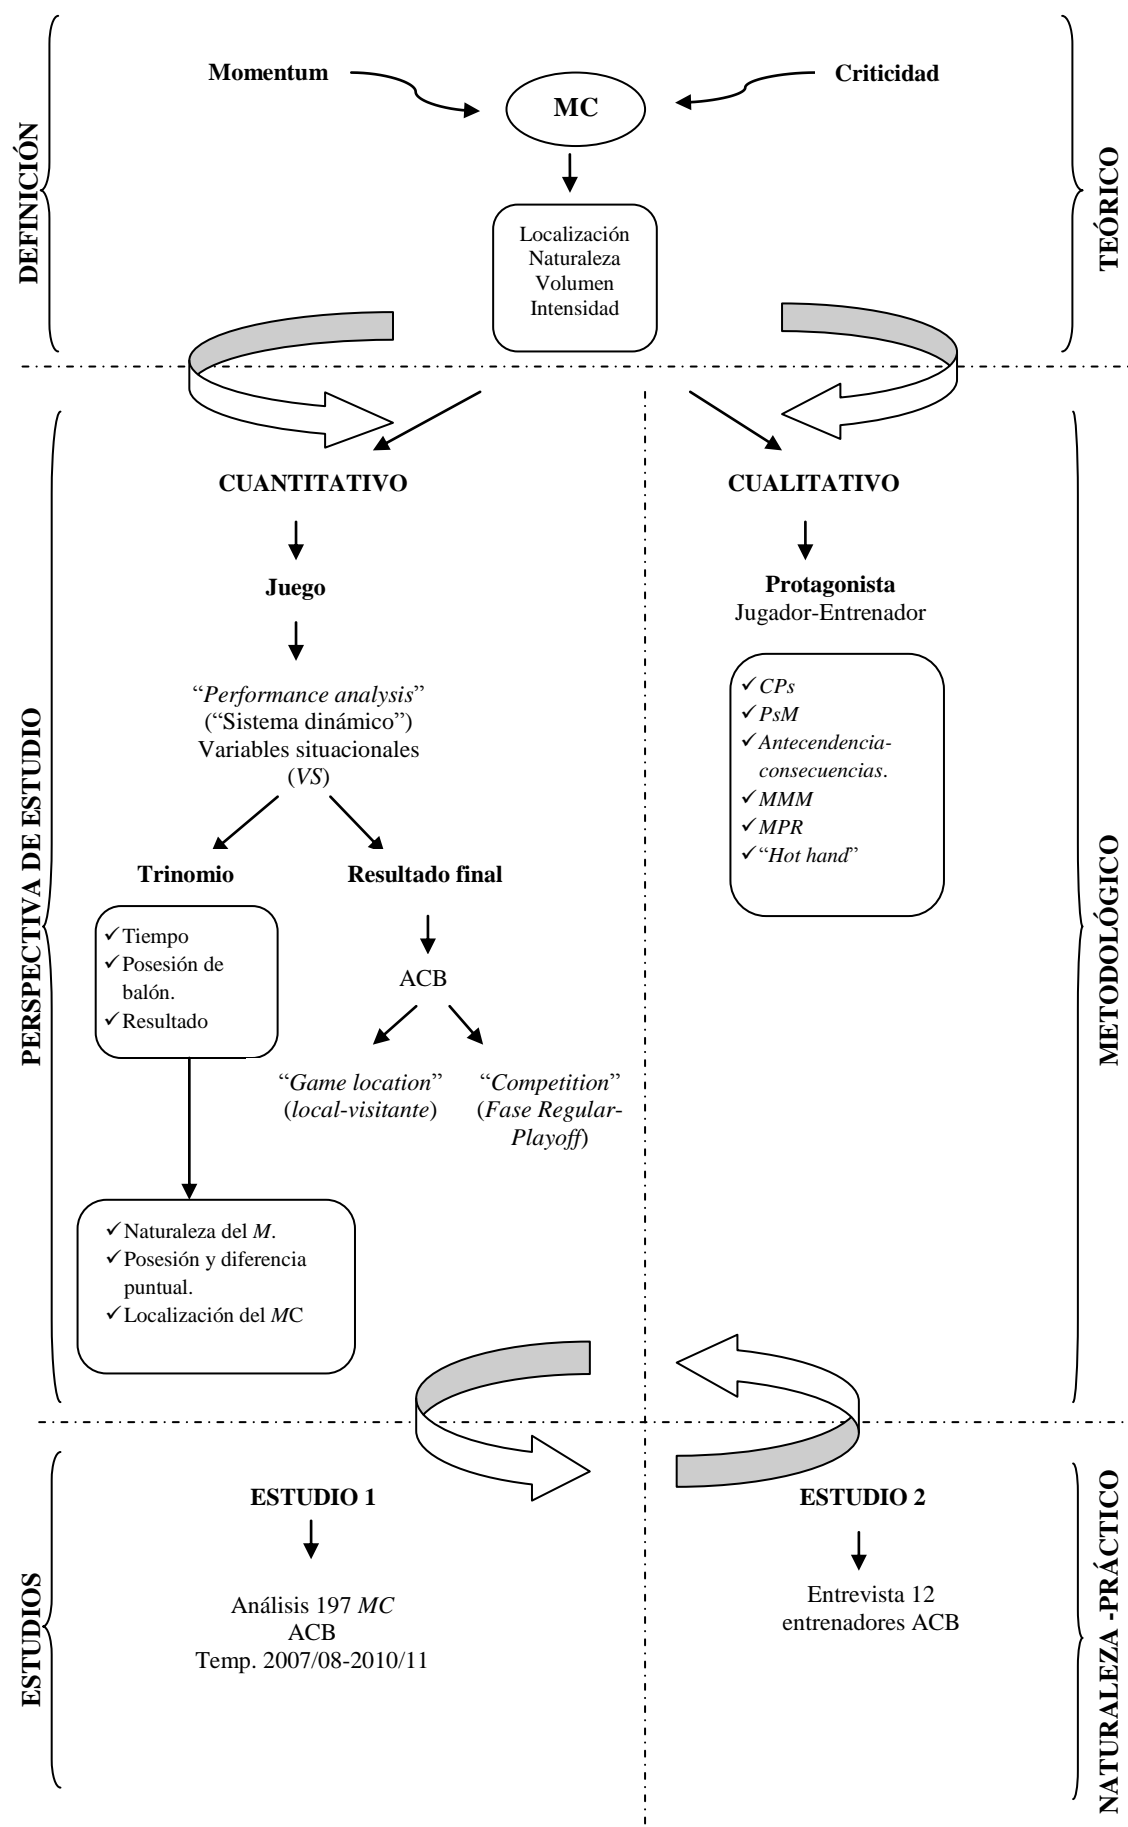 DEFINICIÓN
Momentum
Criticidad
MC
TEÓRICO
Localización
Naturaleza
Volumen
Intensidad
PERSPECTIVA DE ESTUDIO
METODOLÓGICO
CUANTITATIVO
Juego
“Performance analysis”
(“Sistema dinámico”)
Variables situacionales
(VS)
Trinomio
✓Tiempo
✓Posesión de
balón.
✓Resultado
✓Naturaleza del M.
✓Posesión y diferencia
puntual.
✓Localización del MC
Resultado final
ACB
“Game location”
(local-visitante)
“Competition”
(Fase Regular-
Playoff)
CUALITATIVO
Protagonista
Jugador-Entrenador
✓CPs
✓PsM
✓Antecendencia-
consecuencias.
✓MMM
✓MPR
✓“Hot hand”
ESTUDIOS
ESTUDIO 1
Análisis 197 MC
ACB
Temp. 2007/08-2010/11
ESTUDIO 2
Entrevista 12
entrenadores ACB
NATURALEZA -PRÁCTICO